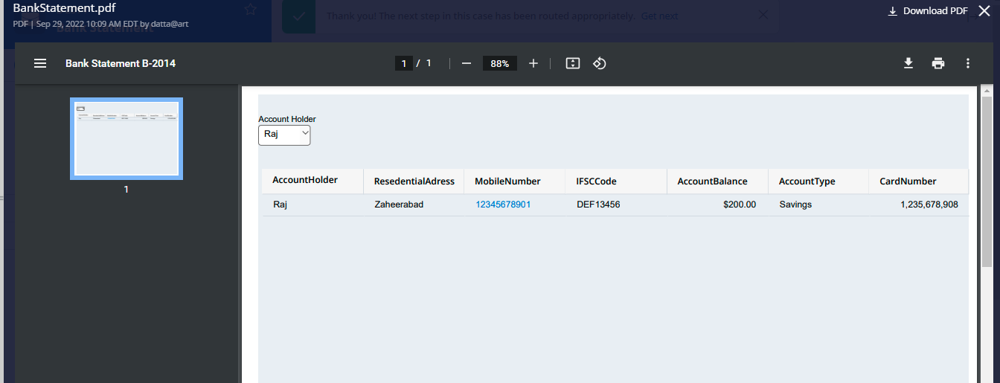 BankStatement.pdf
PDF | Sep 29, 2022 10:09 AM EDT by datta@art
Bank Statement
Thank you! The next step in this case has been routed appropriately. Get next
Download PDF
Bank Statement B-2014
1 / 1
88%
1
Account Holder
Raj
AccountHolder ResedentialAdress MobileNumber IFSCCode AccountBalance AccountType CardNumber
Raj Zaheerabad 12345678901 DEF13456 $200.00 Savings 1,235,678,908